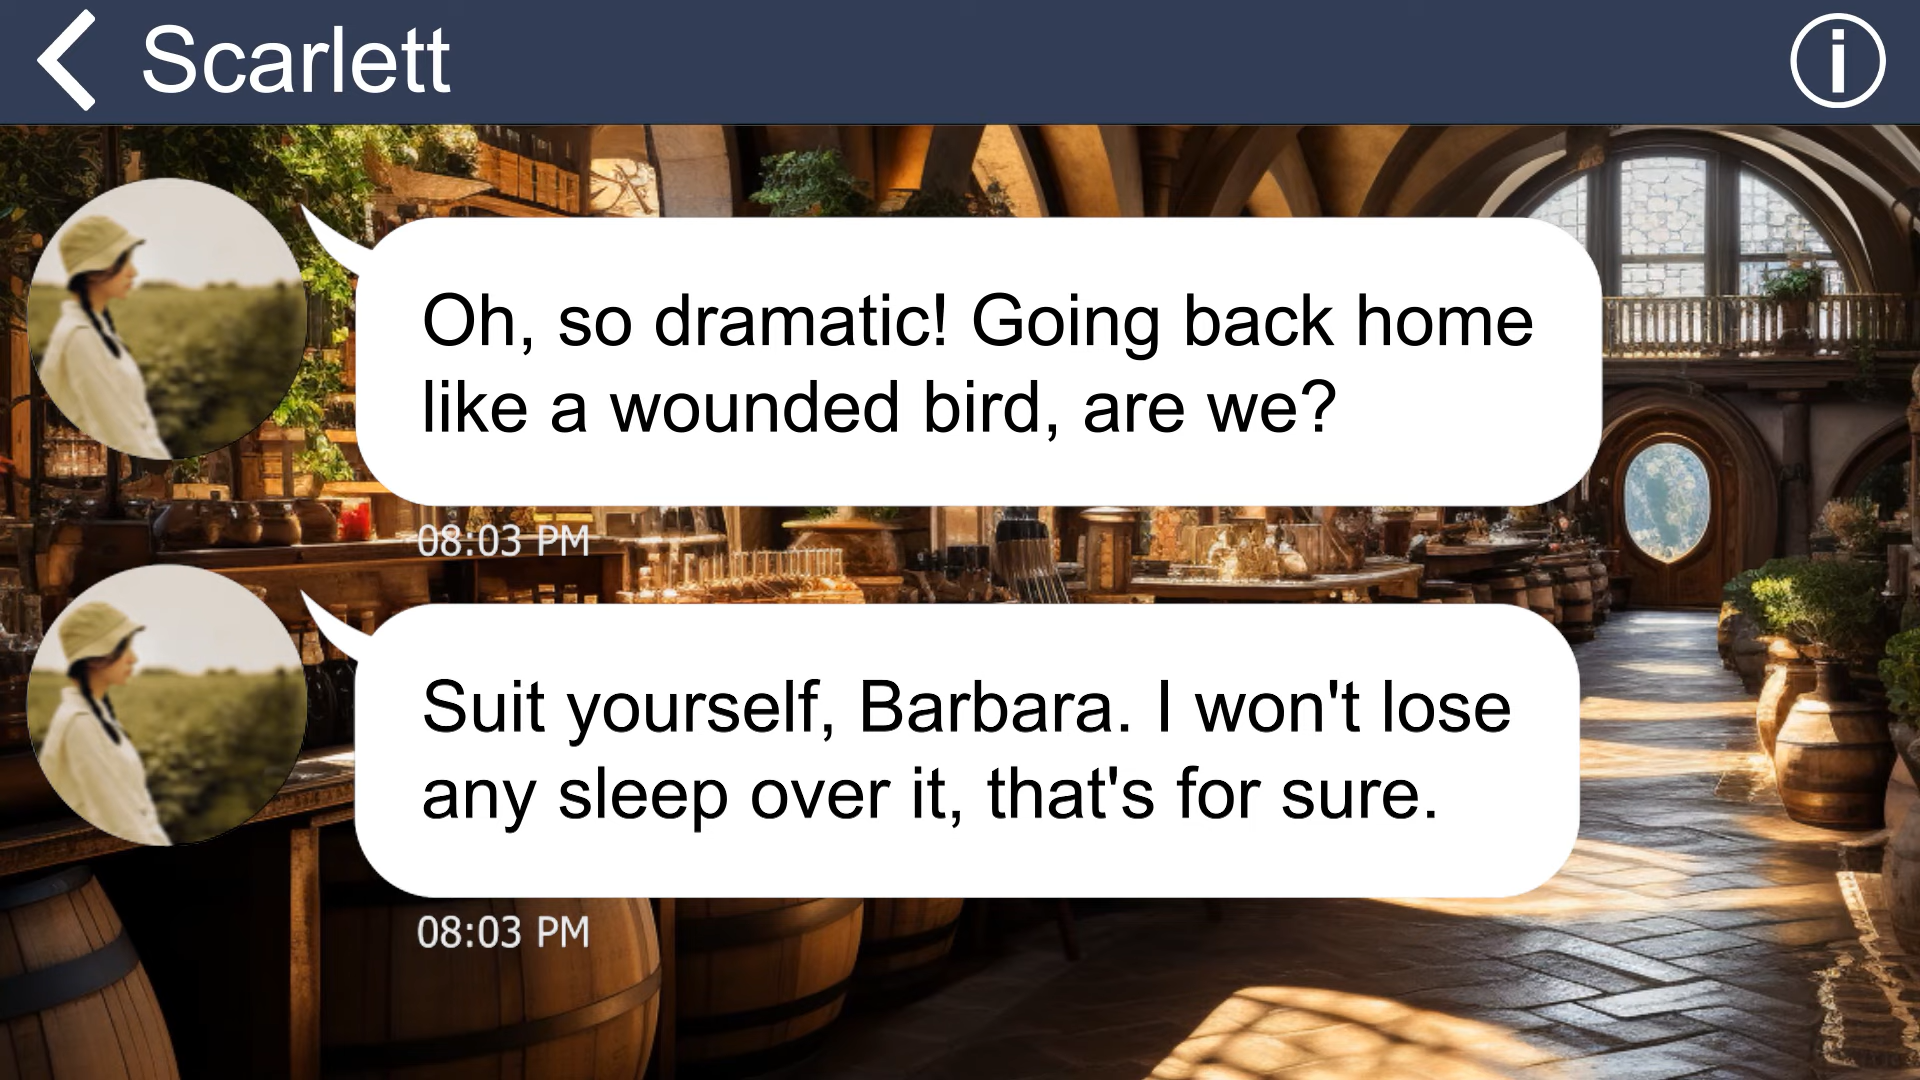 Scarlett
Oh, so dramatic! Going back home
like a wounded bird, are we?
08:03 PM
Suit yourself, Barbara. I won't lose
any sleep over it, that's for sure.
08:03 PM